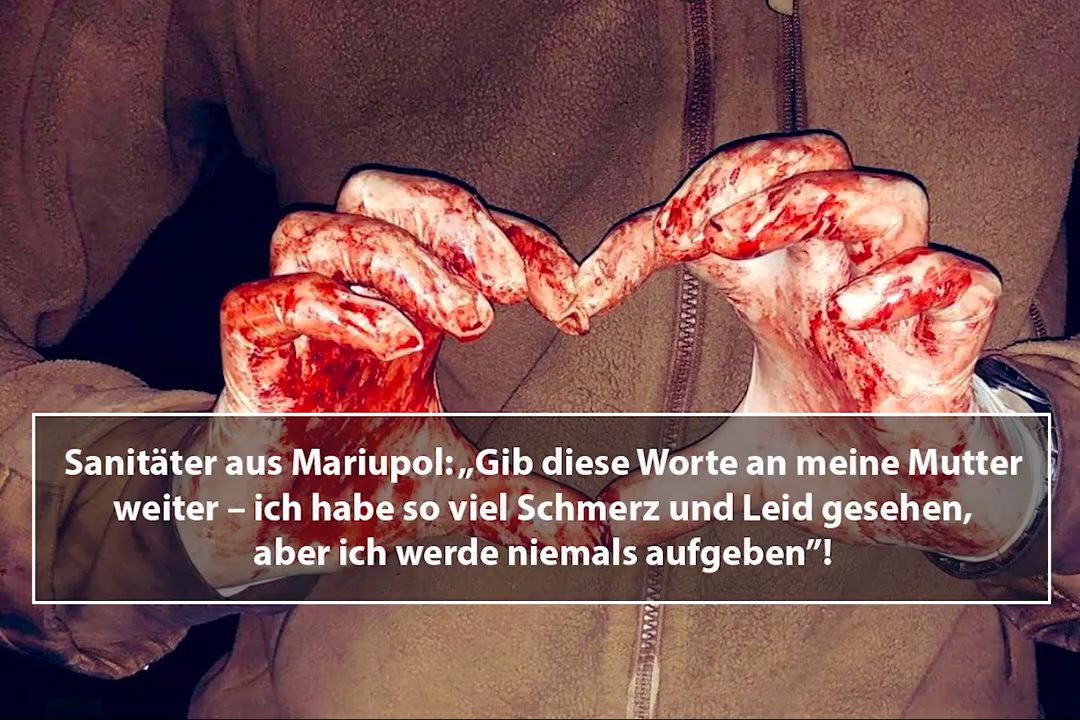 Sanitäter aus Mariupol: „Gib diese Worte an meine Mutter
weiter – ich habe so viel Schmerz und Leid gesehen,
aber ich werde niemals aufgeben”!